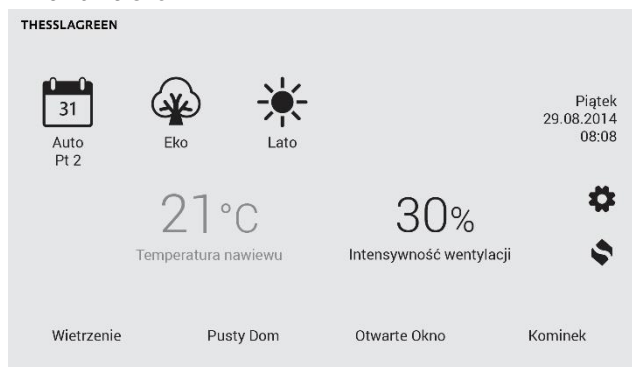 THESSLAGREEN
31
Auto
Pt 2
Eko
Lato
Piątek
29.08.2014
08:08
21°C
Temperatura nawiewu
30%
Intensywność wentylacji
Wietrzenie
Pusty Dom
Otwarte Okno
Kominek